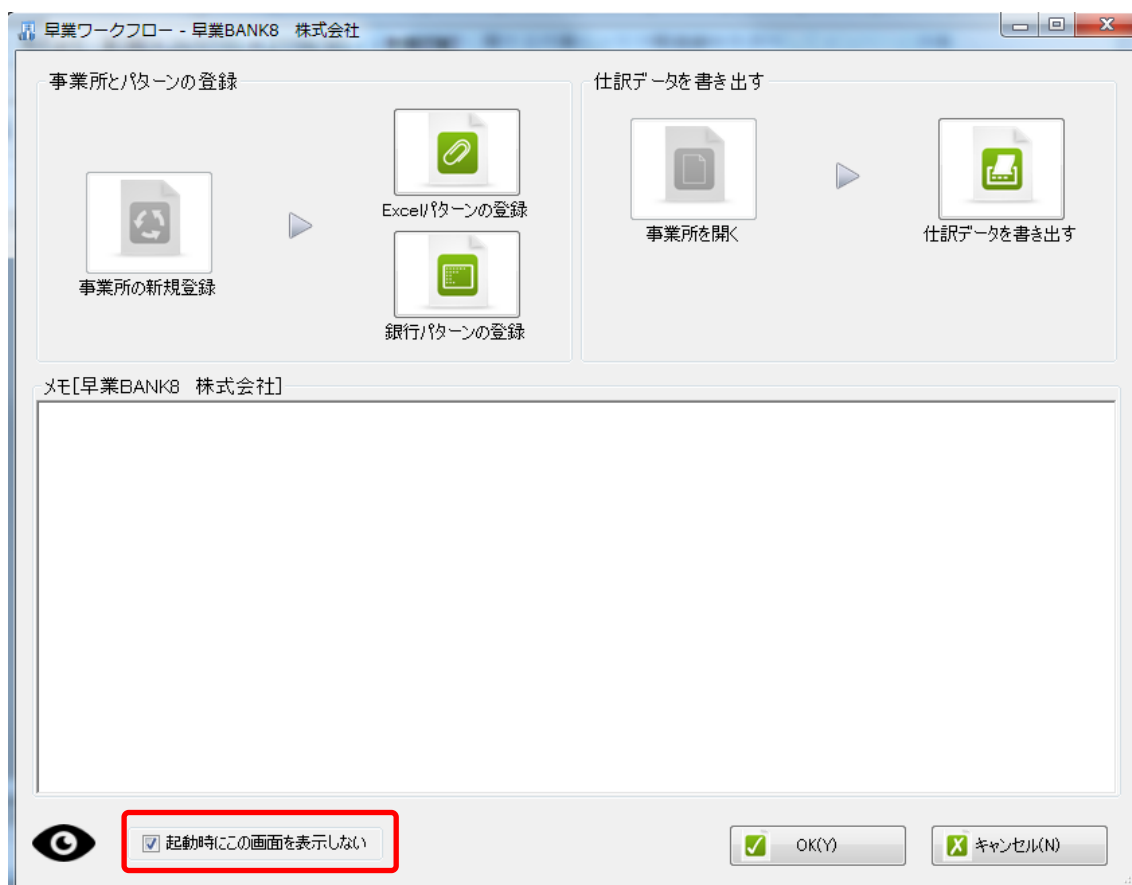 早業ワークフロー - 早業BANK8　株式会社
事業所とパターンの登録
事業所の新規登録
Excelパターンの登録
銀行パターンの登録
仕訳データを書き出す
事業所を開く
仕訳データを書き出す
メモ[早業BANK8　株式会社]
起動時にこの画面を表示しない
OK(Y)
キャンセル(N)